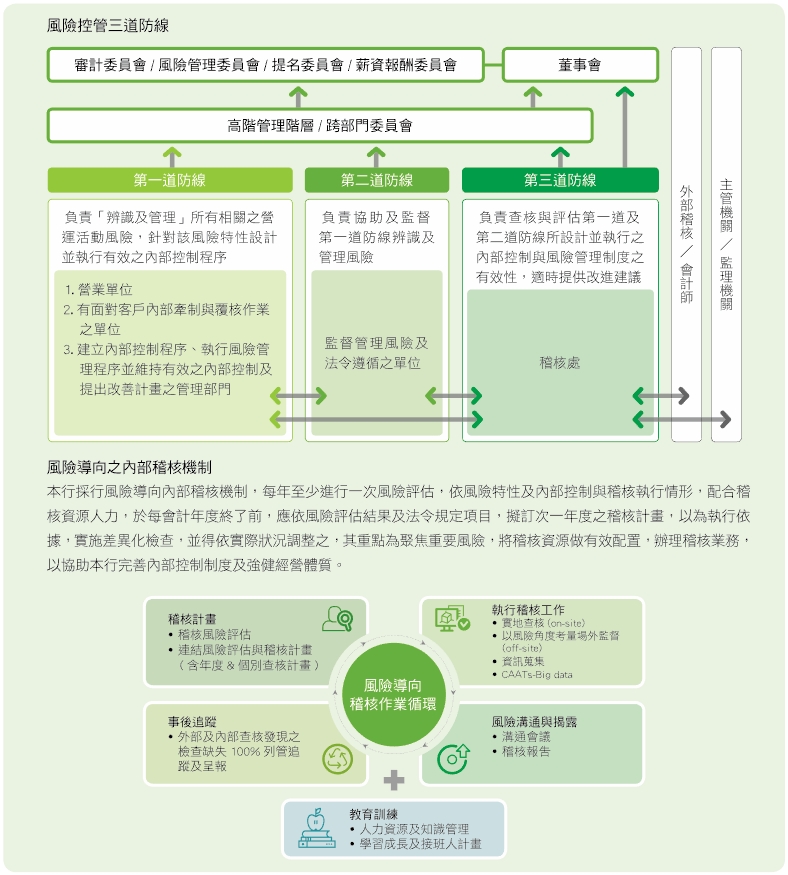 風險控管三道防線
審計委員會 / 風險管理委員會 / 提名委員會 / 薪資報酬委員會
董事會
高階管理階層 / 跨部門委員會
第一道防線
負責「辨識及管理」所有相關之營
運活動風險，針對該風險特性設計
並執行有效之內部控制程序
1. 營業單位
2. 有面對客戶內部牽制與覆核作業
之單位
3. 建立內部控制程序、執行風險管
理程序並維持有效之內部控制及
提出改善計畫之管理部門
第二道防線
負責協助及監督
第一道防線辨識及
管理風險
監督管理風險及
法令遵循之單位
第三道防線
負責查核與評估第一道及
第二道防線所設計並執行之
內部控制與風險管理制度之
有效性，適時提供改進建議
稽核處
外部稽核／會計師
主管機關／監理機關
風險導向之內部稽核機制
本行採行風險導向內部稽核機制，每年至少進行一次風險評估，依風險特性及內部控制與稽核執行情形，配合稽
核資源人力，於每會計年度終了前，應依風險評估結果及法令規定項目，擬訂次一年度之稽核計畫，以為執行依
據，實施差異化檢查，並得依實際狀況調整之，其重點為聚焦重要風險，將稽核資源做有效配置，辦理稽核業務，
以協助本行完善內部控制制度及強健經營體質。
稽核計畫
• 稽核風險評估
• 連結風險評估與稽核計畫
（含年度 & 個別查核計畫）
執行稽核工作
• 實地查核 (on-site)
• 以風險角度考量場外監督
(off-site)
• 資訊蒐集
• CAATs-Big data
風險導向
稽核作業循環
事後追蹤
• 外部及內部查核發現之
檢查缺失 100% 列管追
蹤及呈報
風險溝通與揭露
• 溝通會議
• 稽核報告
教育訓練
• 人力資源及知識管理
• 學習成長及接班人計畫